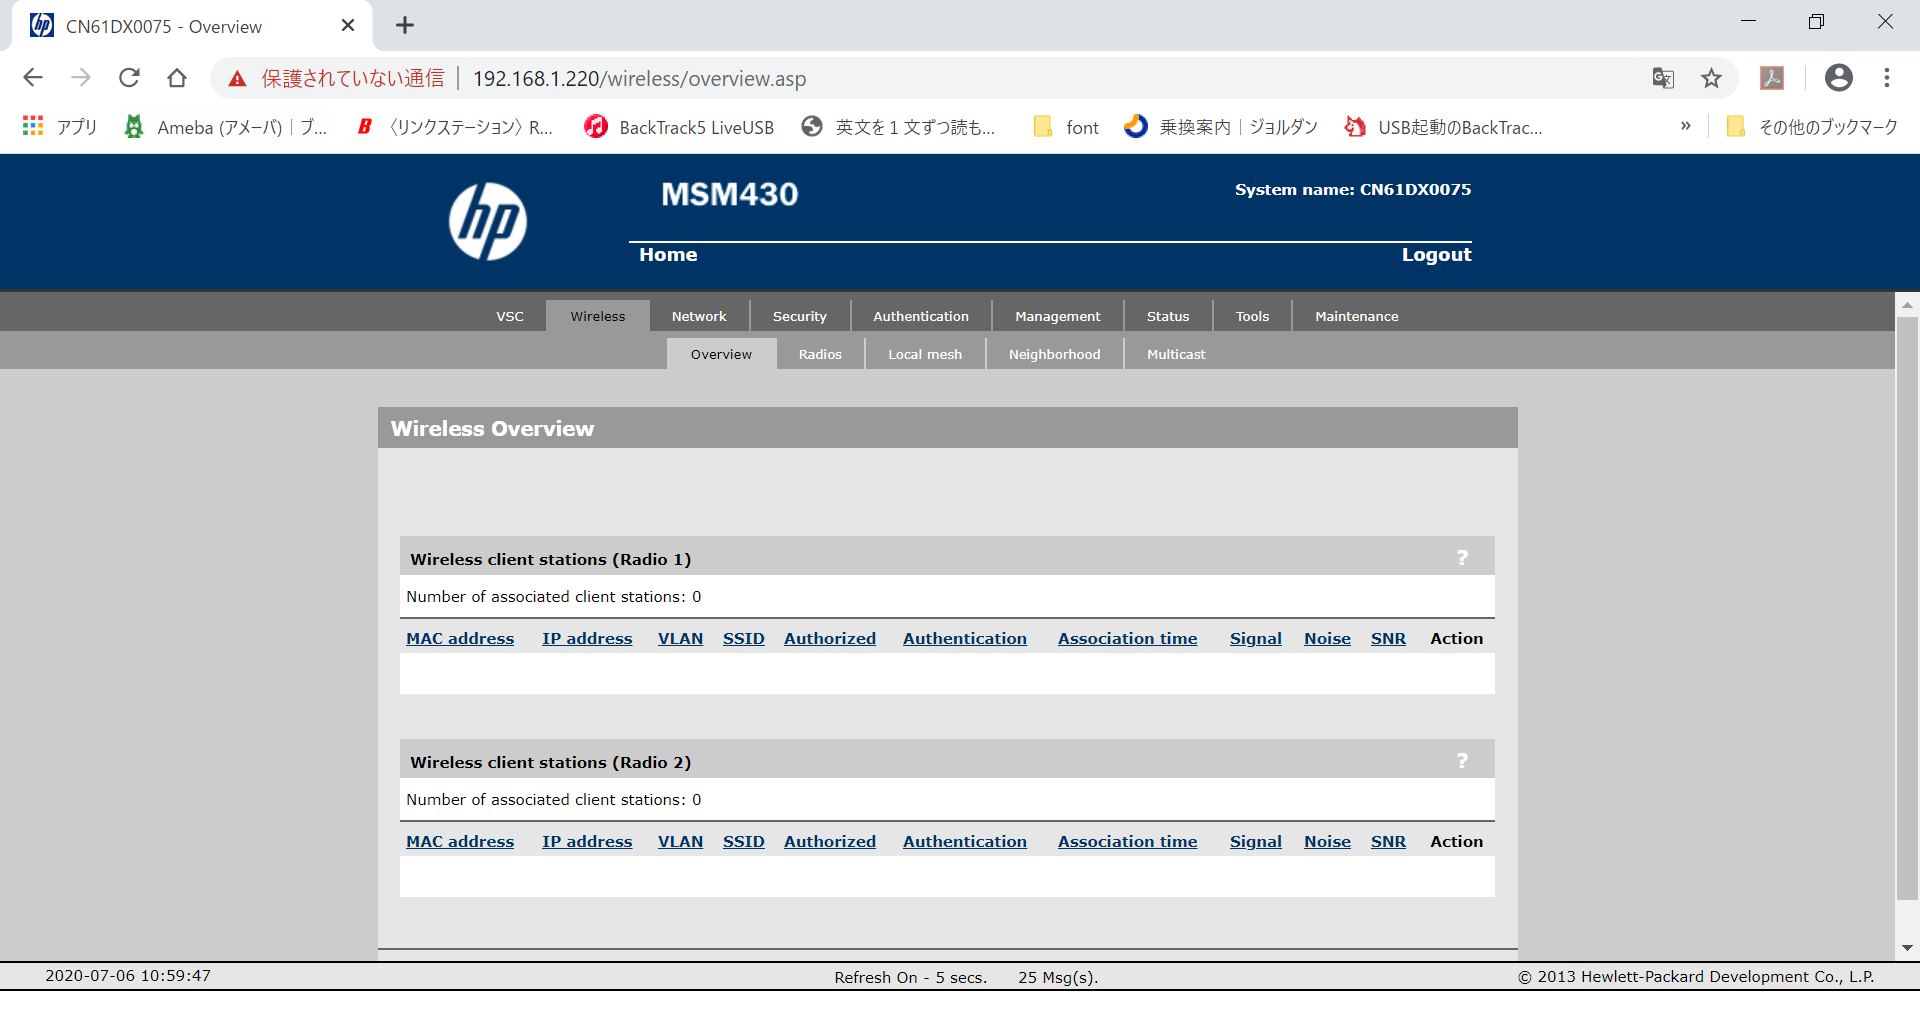 CN61DX0075 - Overview
保護されていない通信 | 192.168.1.220/wireless/overview.asp
アプリ Ameba (アメーバ) | ブ... 〈リンクステーション〉 R... BackTrack5 LiveUSB 英文を１文ずつ読も... font 乗換案内 | ジョルダン USB起動のBackTrac... » その他のブックマーク
hp
MSM430
System name: CN61DX0075
Home Logout
VSC Wireless Network Security Authentication Management Status Tools Maintenance
Overview Radios Local mesh Neighborhood Multicast
Wireless Overview
Wireless client stations (Radio 1) ?
Number of associated client stations: 0
MAC address IP address VLAN SSID Authorized Authentication Association time Signal Noise SNR Action
Wireless client stations (Radio 2) ?
Number of associated client stations: 0
MAC address IP address VLAN SSID Authorized Authentication Association time Signal Noise SNR Action
2020-07-06 10:59:47 Refresh On - 5 secs. 25 Msg(s). © 2013 Hewlett-Packard Development Co., L.P.